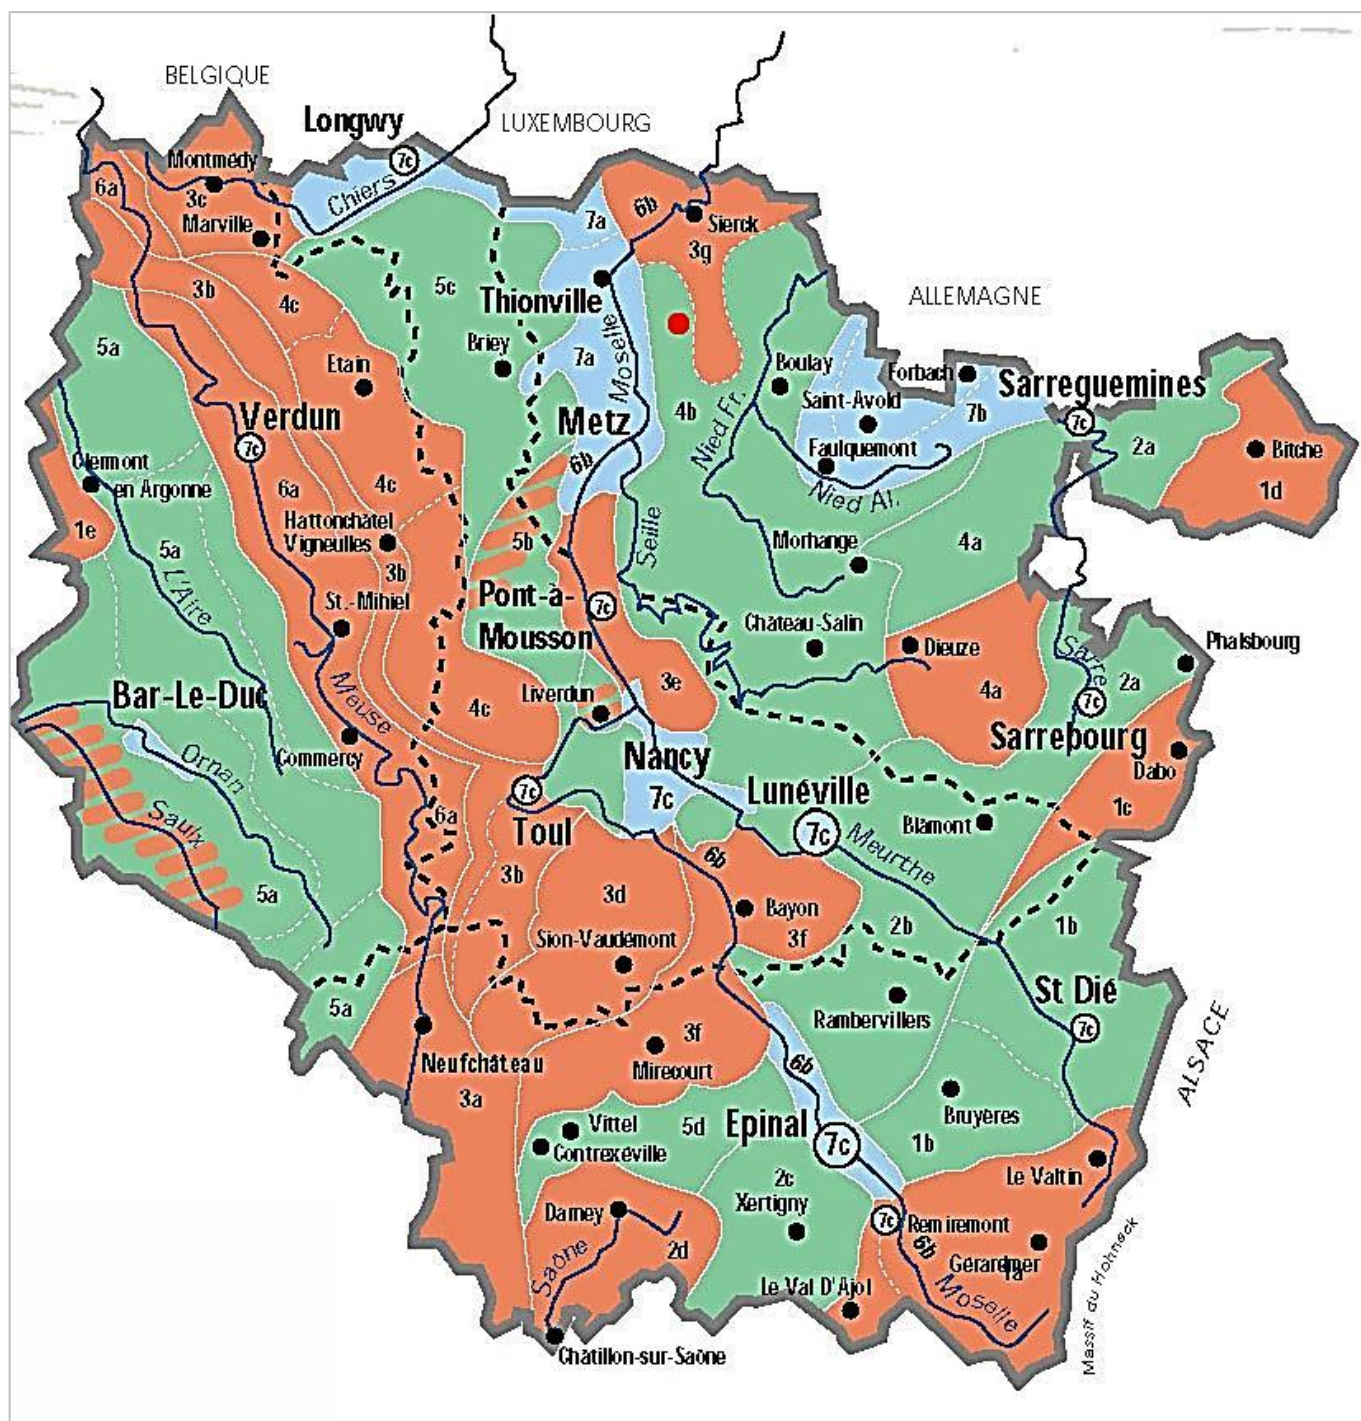 BELGIQUE
Longwy
LUXEMBOURG
7c
Montmédy
6a
3c
Marville
Chiers
7a
6b
Sierck
3g
3b
4c
5c
Thionville
ALLEMAGNE
5a
Briey
7a
Moselle
Etain
4b
Boulay
Forbach
Sarreguemines
Saint-Avold
7b
7c
Verdun
7c
Metz
6b
Nied Fr.
Faulquemont
2a
Bitche
1d
Clermont
en Argonne
6a
4c
Nied Al.
1e
Hattonchâtel
Vigneulles
5b
Seille
Morhange
4a
5a
L'Aire
3b
St.-Mihiel
Pont-à-
Mousson
7c
Château-Salin
Dieuze
Sarre
Phalsbourg
Bar-Le-Duc
Meuse
4c
Liverdun
3e
4a
2a
7c
Ornan
Commercy
Nancy
Sarrebourg
Dabo
Saulx
6a
7c
Toul
7c
Lunéville
7c
Meurthe
Blâmont
1c
5a
3b
3d
6b
Bayon
3f
2b
1b
Sion-Vaudémont
5a
Rambervillers
St Dié
7c
Neufchâteau
3f
Mirecourt
6b
ALSACE
3a
Vittel
Contrexéville
5d
Epinal
7c
Bruyères
1b
Le Valtin
2c
Xertigny
Darney
2d
7c
Remiremont
6b
Gérardmer
1a
Saône
Le Val D'Ajol
Moselle
Massif du Hohneck
Châtillon-sur-Saône